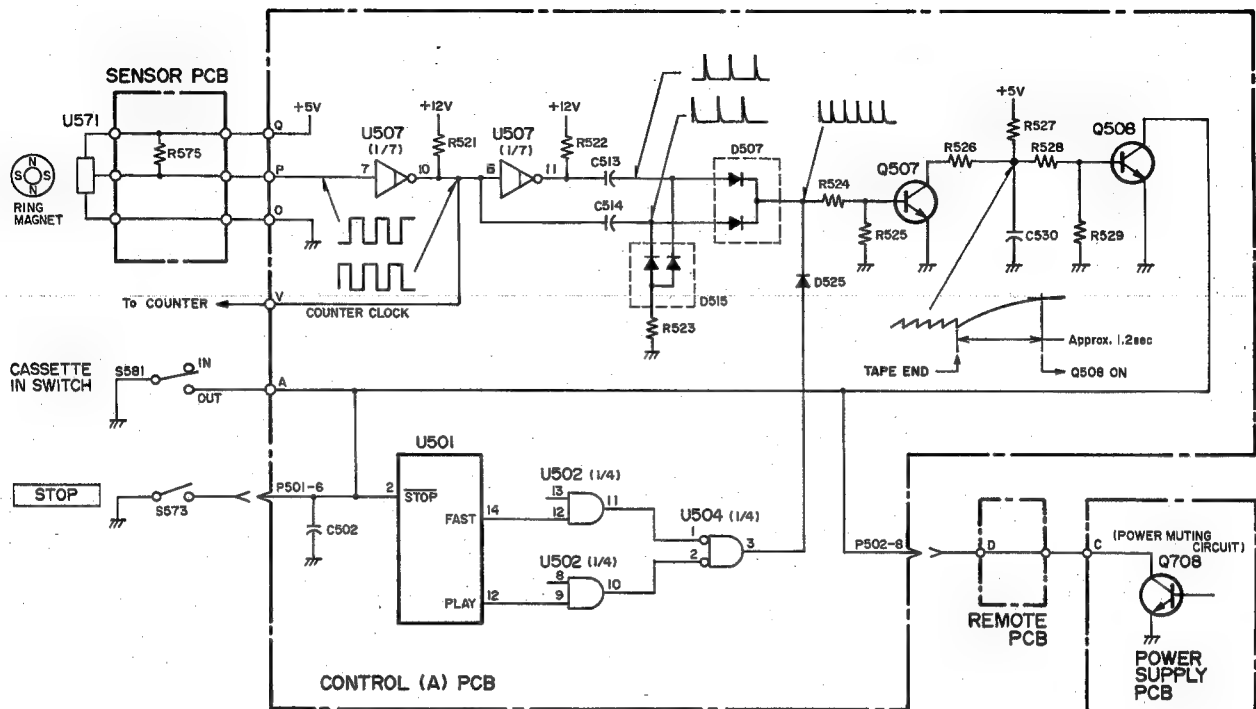 SENSOR PCB
U571
+5V
Q
R575
P
O
N
S S
N
RING
MAGNET
+12V
U507
(1/7)
7
10
R521
+12V
U507
(1/7)
6
11
R522
C513
C514
D507
D515
R523
R524
R525
Q507
D525
R526
+5V
R527
R528
C530
R529
Q508
To COUNTER
V
COUNTER CLOCK
Approx. 1.2sec
TAPE END
Q508 ON
CASSETTE
IN SWITCH
S581
IN
OUT
A
STOP
S573
P501-6
C502
U501
2
STOP
FAST
14
PLAY
12
U502 (1/4)
13
12
11
U502 (1/4)
8
9
10
U504 (1/4)
1
2
3
P502-8
D
REMOTE
PCB
C
(POWER MUTING
CIRCUIT)
Q708
POWER
SUPPLY
PCB
CONTROL (A) PCB